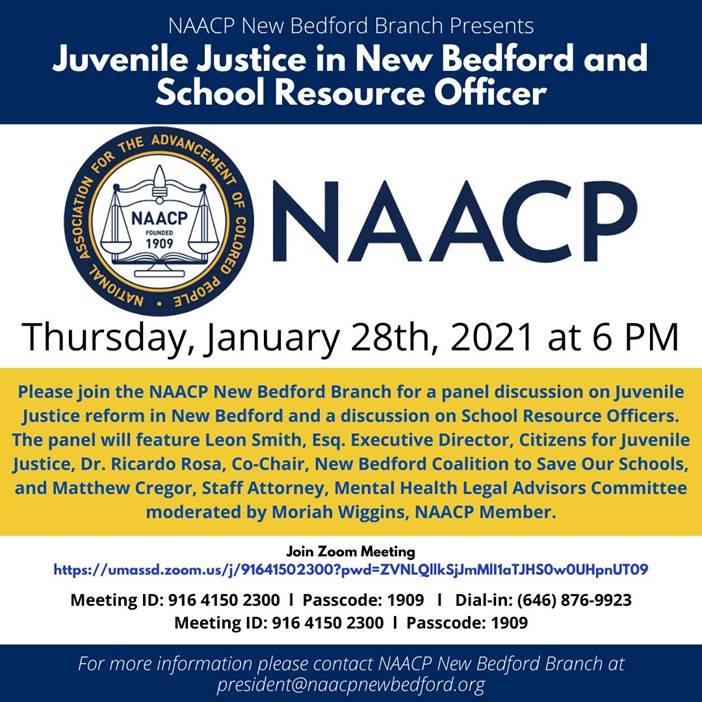 NAACP New Bedford Branch Presents
Juvenile Justice in New Bedford and
School Resource Officer
NATIONAL ASSOCIATION FOR THE ADVANCEMENT OF COLORED PEOPLE
NAACP
FOUNDED
1909
NAACP
Thursday, January 28th, 2021 at 6 PM
Please join the NAACP New Bedford Branch for a panel discussion on Juvenile
Justice reform in New Bedford and a discussion on School Resource Officers.
The panel will feature Leon Smith, Esq. Executive Director, Citizens for Juvenile
Justice, Dr. Ricardo Rosa, Co-Chair, New Bedford Coalition to Save Our Schools,
and Matthew Cregor, Staff Attorney, Mental Health Legal Advisors Committee
moderated by Moriah Wiggins, NAACP Member.
Join Zoom Meeting
https://umassd.zoom.us/j/91641502300?pwd=ZVNLQllkSjJmMll1aTJHS0w0UHpnUT09
Meeting ID: 916 4150 2300 l Passcode: 1909 l Dial-in: (646) 876-9923
Meeting ID: 916 4150 2300 l Passcode: 1909
For more information please contact NAACP New Bedford Branch at
president@naacpnewbedford.org